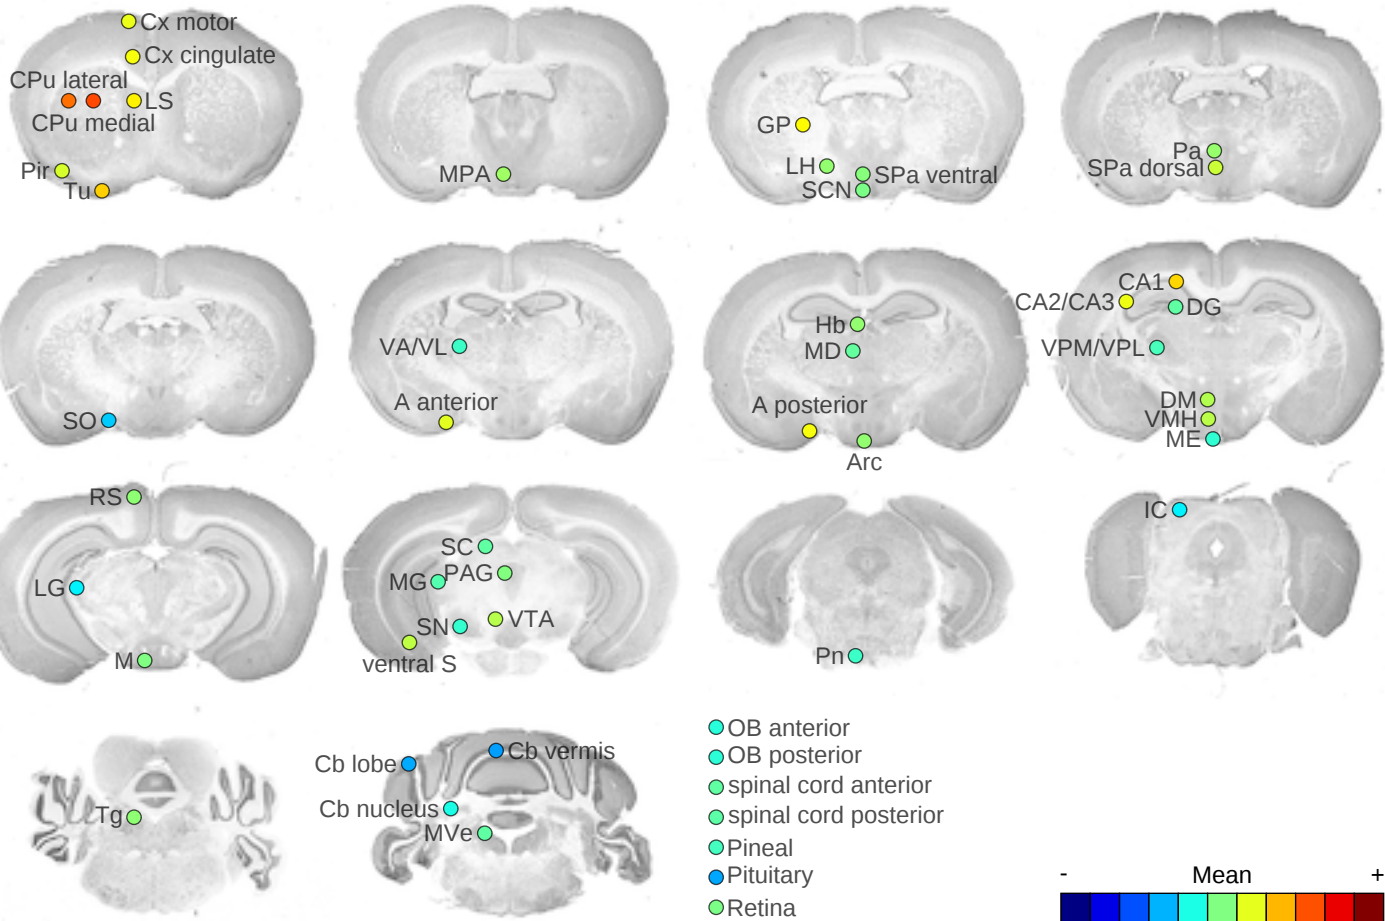 Cx motor
Cx cingulate
CPu lateral
LS
CPu medial
Pir
Tu
MPA
GP
LH
SPa ventral
SCN
Pa
SPa dorsal
SO
VA/VL
A anterior
Hb
MD
A posterior
Arc
CA1
CA2/CA3
DG
VPM/VPL
DM
VMH
ME
RS
LG
M
SC
MG
PAG
SN
VTA
ventral S
Pn
IC
Tg
Cb lobe
Cb vermis
Cb nucleus
MVe
OB anterior
OB posterior
spinal cord anterior
spinal cord posterior
Pineal
Pituitary
Retina
- Mean +